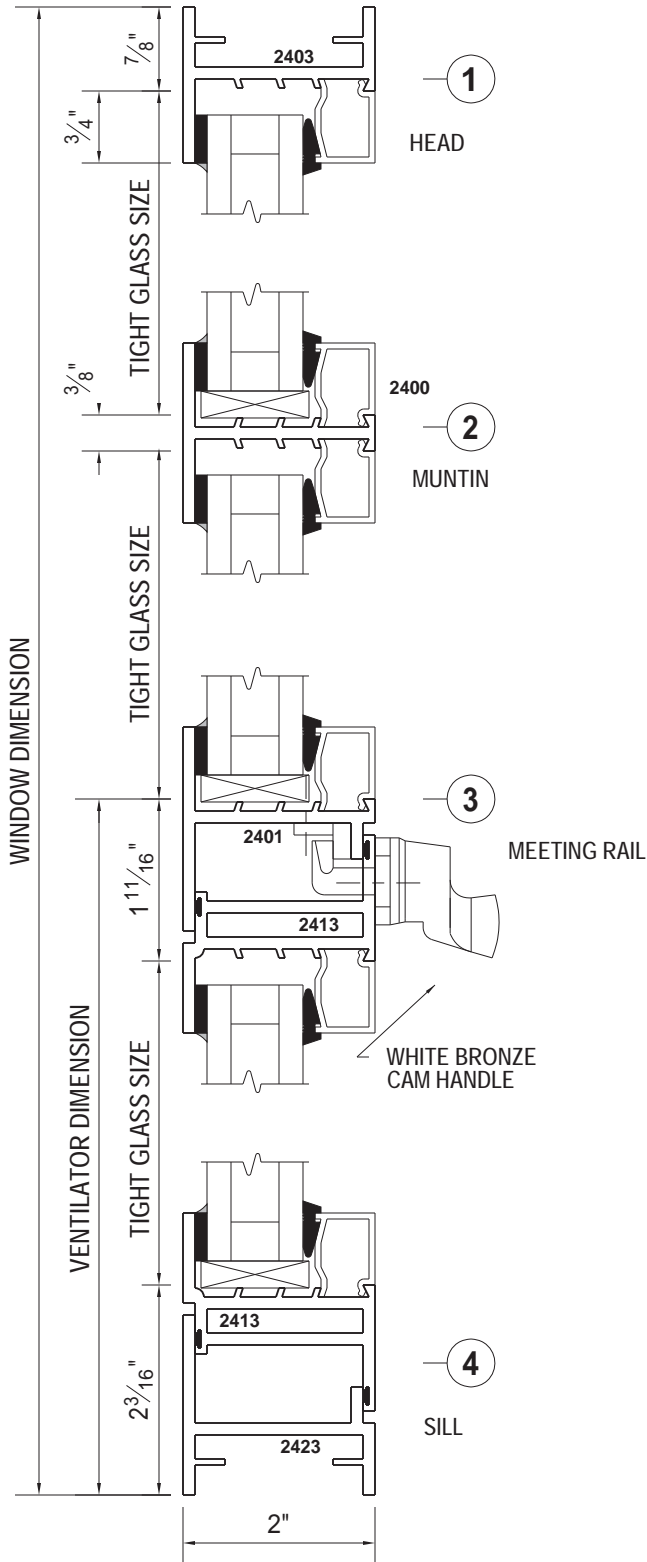 7/8"
2403
1
3/4"
HEAD
TIGHT GLASS SIZE
3/8"
2400
2
MUNTIN
TIGHT GLASS SIZE
WINDOW DIMENSION
3
2401
MEETING RAIL
1 11/16"
2413
WHITE BRONZE
CAM HANDLE
VENTILATOR DIMENSION
TIGHT GLASS SIZE
2413
4
2 3/16"
SILL
2423
2"